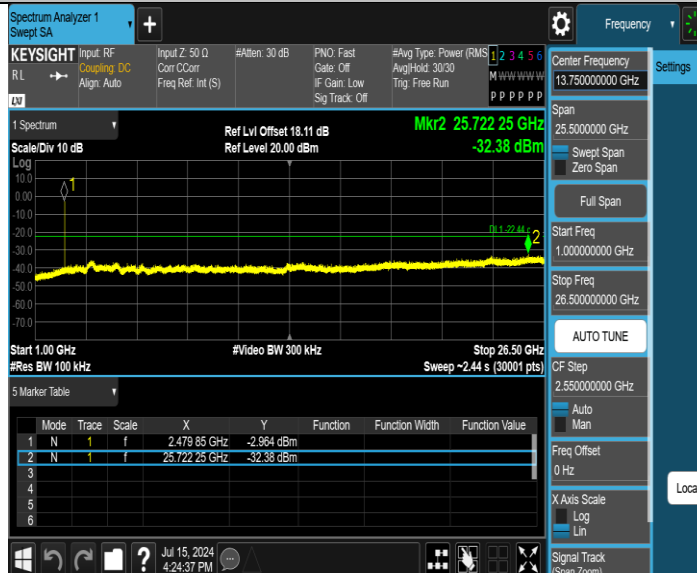 Spectrum Analyzer 1
Swept SA
Frequency
Settings
KEYSIGHT
RL
LXI
Input: RF
Coupling: DC
Align: Auto
Input Z: 50 Ω
Corr CCorr
Freq Ref: Int (S)
#Atten: 30 dB
PNO: Fast
Gate: Off
IF Gain: Low
Sig Track: Off
#Avg Type: Power (RMS
Avg|Hold: 30/30
Trig: Free Run
1 2 3 4 5 6
M W W W W W
P P P P P P
1 Spectrum
Scale/Div 10 dB
Ref Lvl Offset 18.11 dB
Ref Level 20.00 dBm
Mkr2 25.722 25 GHz
-32.38 dBm
Log
10.0
0.00
-10.0
-20.0
-30.0
-40.0
-50.0
-60.0
-70.0
1
DL1 -22.44
2
Start 1.00 GHz
#Video BW 300 kHz
Stop 26.50 GHz
#Res BW 100 kHz
Sweep ~2.44 s (30001 pts)
5 Marker Table
Mode Trace Scale X Y Function Function Width Function Value
1 N 1 f 2.479 85 GHz -2.964 dBm
2 N 1 f 25.722 25 GHz -32.38 dBm
3
4
5
6
Jul 15, 2024
4:24:37 PM
Center Frequency
13.750000000 GHz
Span
25.5000000 GHz
Swept Span
Zero Span
Full Span
Start Freq
1.000000000 GHz
Stop Freq
26.500000000 GHz
AUTO TUNE
CF Step
2.550000000 GHz
Auto
Man
Freq Offset
0 Hz
X Axis Scale
Log
Lin
Signal Track
(Span Zoom)
Loca